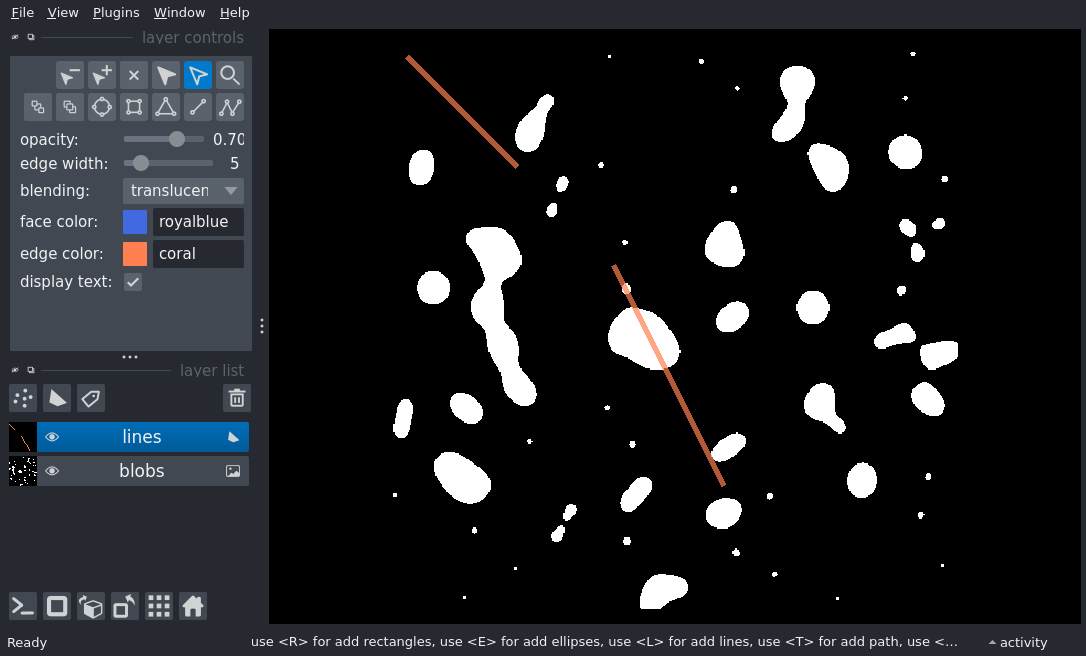 File View Plugins Window Help
layer controls
opacity: 0.70
edge width: 5
blending: translucen
face color: royalblue
edge color: coral
display text:
layer list
lines
blobs
Ready use <R> for add rectangles, use <E> for add ellipses, use <L> for add lines, use <T> for add path, use <... activity